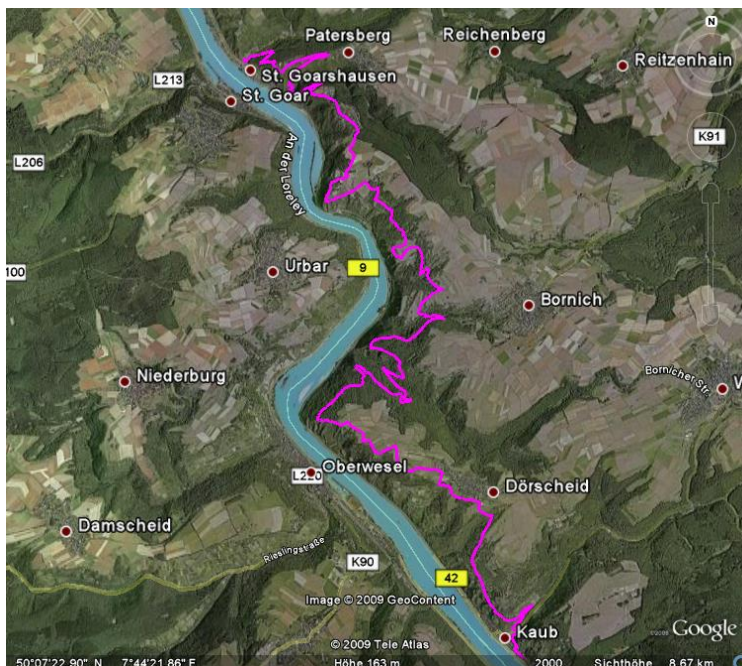 N
Patersberg
Reichenberg
Reitzenhain
L213
St. Goarshausen
St. Goar
K91
L206
An der Loreley
Urbar
9
100
Bornich
Niederburg
Bornicher Str.
W
Oberwesel
Dörscheid
Damscheid
Rieslingstraße
K90
42
Image © 2009 GeoContent
Kaub
©2009 Google
© 2009 Tele Atlas
50°07'22.90" N 7°44'21.86" E Höhe 163 m 2000 Sichthöhe 8.67 km